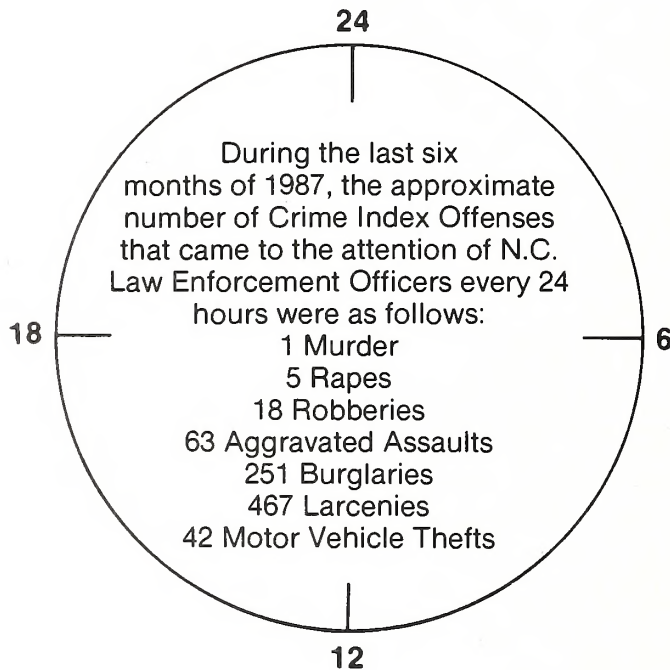 24
During the last six
months of 1987, the approximate
number of Crime Index Offenses
that came to the attention of N.C.
Law Enforcement Officers every 24
hours were as follows:
18
6
1 Murder
5 Rapes
18 Robberies
63 Aggravated Assaults
251 Burglaries
467 Larcenies
42 Motor Vehicle Thefts
12